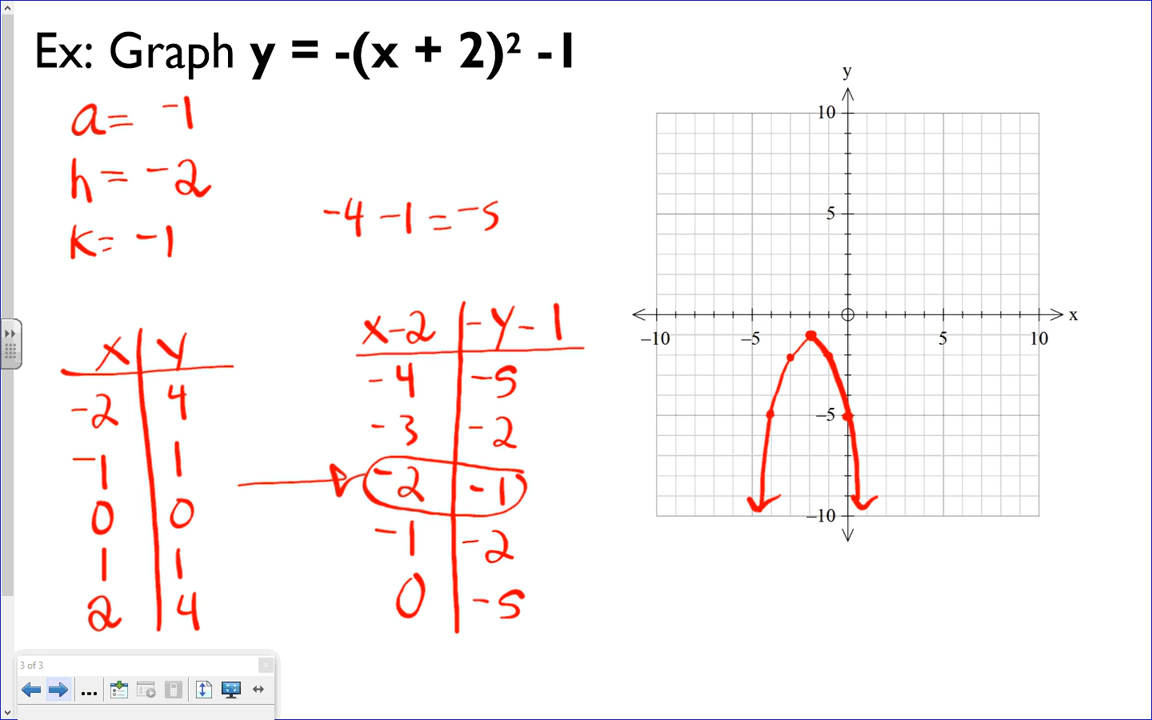 Ex: Graph y = -(x + 2)² -1
a = -1
h = -2
k = -1
-4 -1 = -5
x | y
-2 | 4
-1 | 1
0 | 0
1 | 1
2 | 4
x-2 | -y-1
-4 | -5
-3 | -2
-2 | -1
-1 | -2
0 | -5
y
10
5
-10 -5 5 10 x
-5
-10
3 of 3